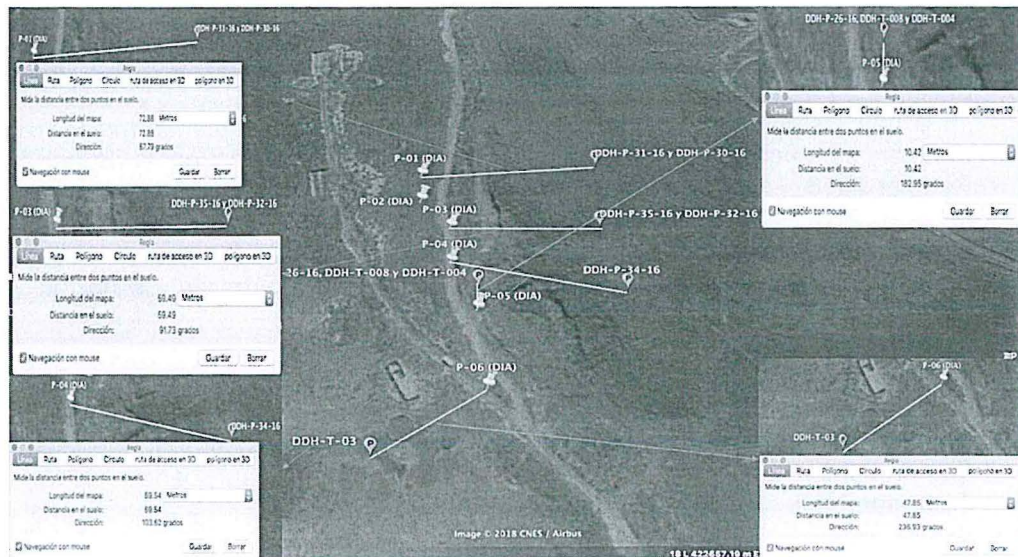 DDH-P-31-16 y DDH-P-30-16
P-01 (DIA)
Regla
Línea Ruta Polígono Círculo ruta de acceso en 3D polígono en 3D
Mide la distancia entre dos puntos en el suelo.
Longitud del mapa: 72.88 Metros
Distancia en el suelo: 72.88
Dirección: 87.79 grados
Navegación con mouse Guardar Borrar
DDH-P-35-16 y DDH-P-32-16
P-03 (DIA)
Regla
Línea Ruta Polígono Círculo ruta de acceso en 3D polígono en 3D
Mide la distancia entre dos puntos en el suelo.
Longitud del mapa: 59.49 Metros
Distancia en el suelo: 59.49
Dirección: 91.73 grados
Navegación con mouse Guardar Borrar
P-04 (DIA)
DDH-P-34-16
Regla
Línea Ruta Polígono Círculo ruta de acceso en 3D polígono en 3D
Mide la distancia entre dos puntos en el suelo.
Longitud del mapa: 69.54 Metros
Distancia en el suelo: 69.54
Dirección: 103.62 grados
Navegación con mouse Guardar Borrar
P-01 (DIA)
DDH-P-31-16 y DDH-P-30-16
P-02 (DIA)
P-03 (DIA)
DDH-P-35-16 y DDH-P-32-16
P-04 (DIA)
26-16, DDH-T-008 y DDH-T-004
DDH-P-34-16
P-05 (DIA)
P-06 (DIA)
DDH-T-03
Image © 2018 CNES / Airbus
18 L 422657.19 m E
DDH-P-26-16, DDH-T-008 y DDH-T-004
P-05 (DIA)
Regla
Línea Ruta Polígono Círculo ruta de acceso en 3D polígono en 3D
Mide la distancia entre dos puntos en el suelo.
Longitud del mapa: 10.42 Metros
Distancia en el suelo: 10.42
Dirección: 182.95 grados
Navegación con mouse Guardar Borrar
P-06 (DIA)
DDH-T-03
Regla
Línea Ruta Polígono Círculo ruta de acceso en 3D polígono en 3D
Mide la distancia entre dos puntos en el suelo.
Longitud del mapa: 47.85 Metros
Distancia en el suelo: 47.85
Dirección: 236.93 grados
Navegación con mouse Guardar Borrar